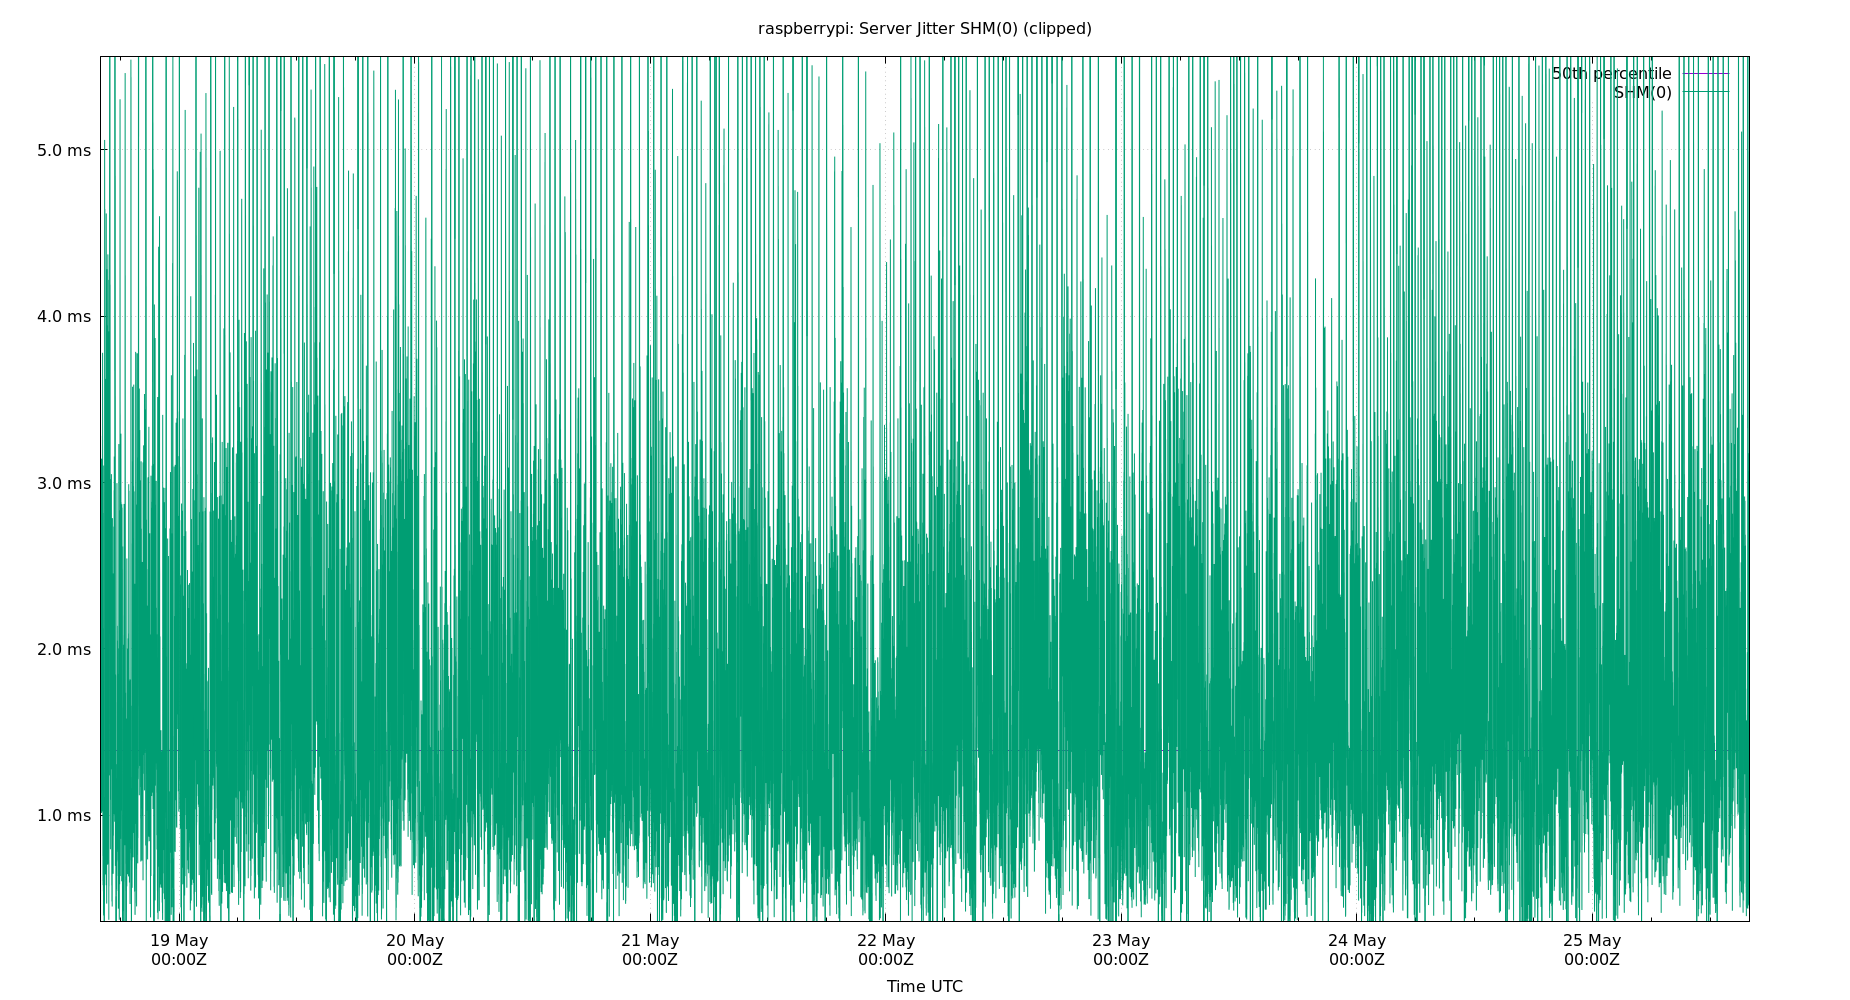 raspberrypi: Server Jitter SHM(0) (clipped)
50th percentile
SHM(0)
5.0 ms
4.0 ms
3.0 ms
2.0 ms
1.0 ms
19 May 20 May 21 May 22 May 23 May 24 May 25 May
00:00Z 00:00Z 00:00Z 00:00Z 00:00Z 00:00Z 00:00Z
Time UTC